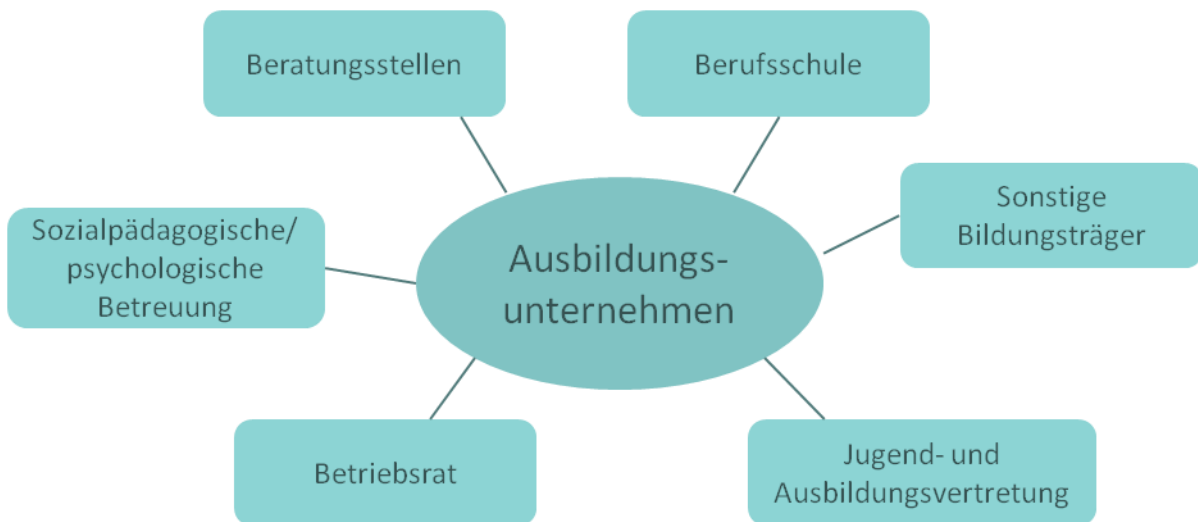 Beratungsstellen
Berufsschule
Sozialpädagogische/
psychologische
Betreuung
Ausbildungs-
unternehmen
Sonstige
Bildungsträger
Betriebsrat
Jugend- und
Ausbildungsvertretung